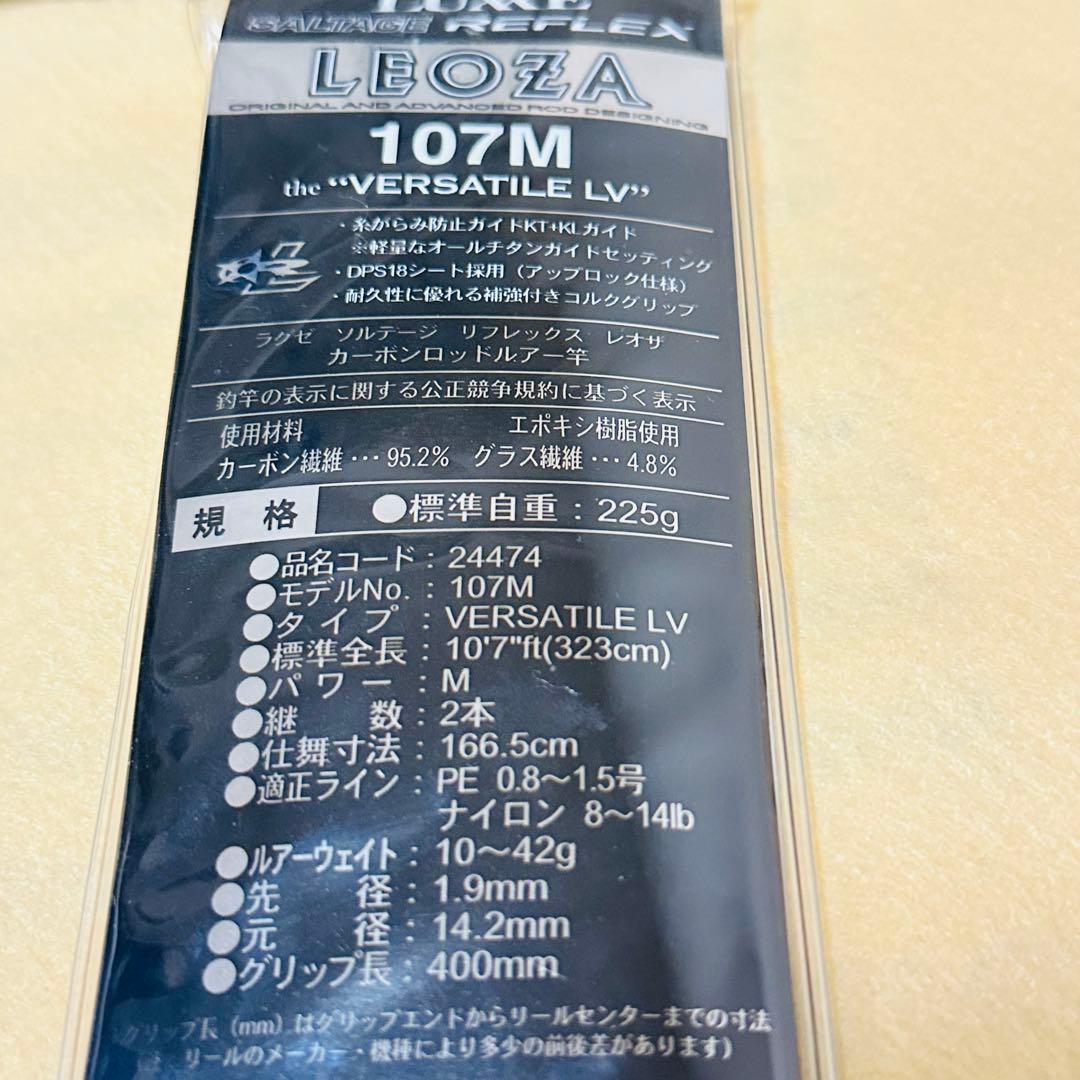 LUXXE
SALTAGE REFLEX
LEOZA
ORIGINAL AND ADVANCED ROD DESIGNING
107M
the "VERSATILE LV"
・糸がらみ防止ガイドKT+KLガイド
※軽量なオールチタンガイドセッティング
・DPS18シート採用（アップロック仕様）
・耐久性に優れる補強付きコルクグリップ
ラグゼ ソルテージ リフレックス レオザ
カーボンロッドルアー竿
釣竿の表示に関する公正競争規約に基づく表示
使用材料 エポキシ樹脂使用
カーボン繊維･･･95.2% グラス繊維･･･4.8%
規 格 ●標準自重：225g
●品名コード：24474
●モデルNo.：107M
●タイプ：VERSATILE LV
●標準全長：10'7"ft(323cm)
●パワー：M
●継 数：2本
●仕舞寸法：166.5cm
●適正ライン：PE 0.8〜1.5号
ナイロン 8〜14lb
●ルアーウェイト：10〜42g
●先 径：1.9mm
●元 径：14.2mm
●グリップ長：400mm
グリップ長（mm）はグリップエンドからリールセンターまでの寸法
リールのメーカー・機種により多少の前後差があります)